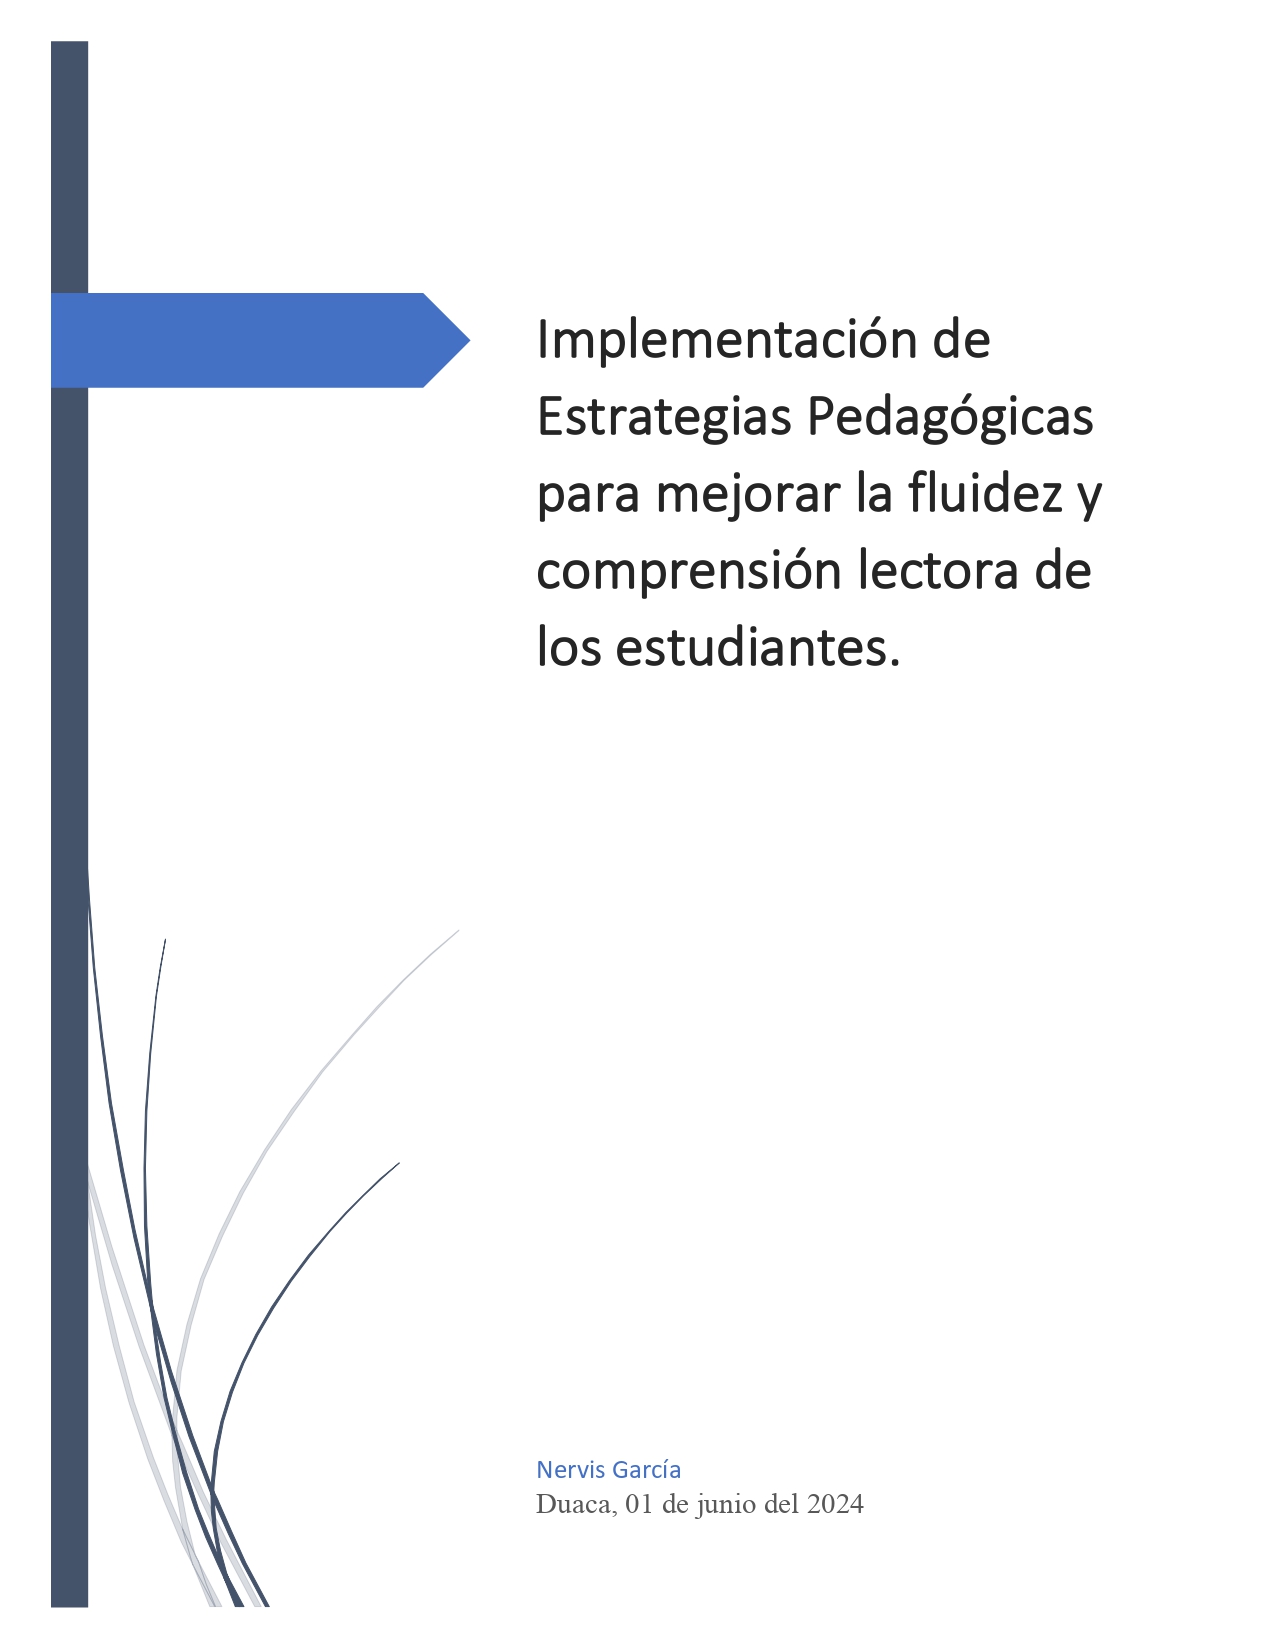 Implementación de
Estrategias Pedagógicas
para mejorar la fluidez y
comprensión lectora de
los estudiantes.
Nervis García
Duaca, 01 de junio del 2024